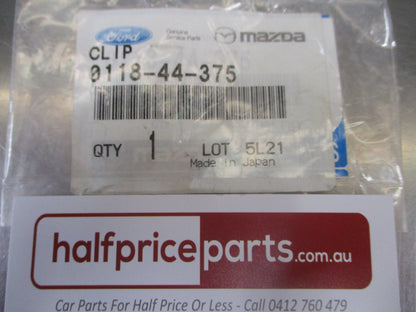 Ford Genuine Service Parts mazda
CLIP
0118-44-375
QTY 1 LOT 5L21
Made in Japan
halfpriceparts.com.au
Car Parts For Half Price Or Less - Call 0412 760 479